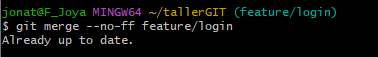 jonat@F_Joya MINGW64 ~/tallerGIT (feature/login)
$ git merge --no-ff feature/login
Already up to date.